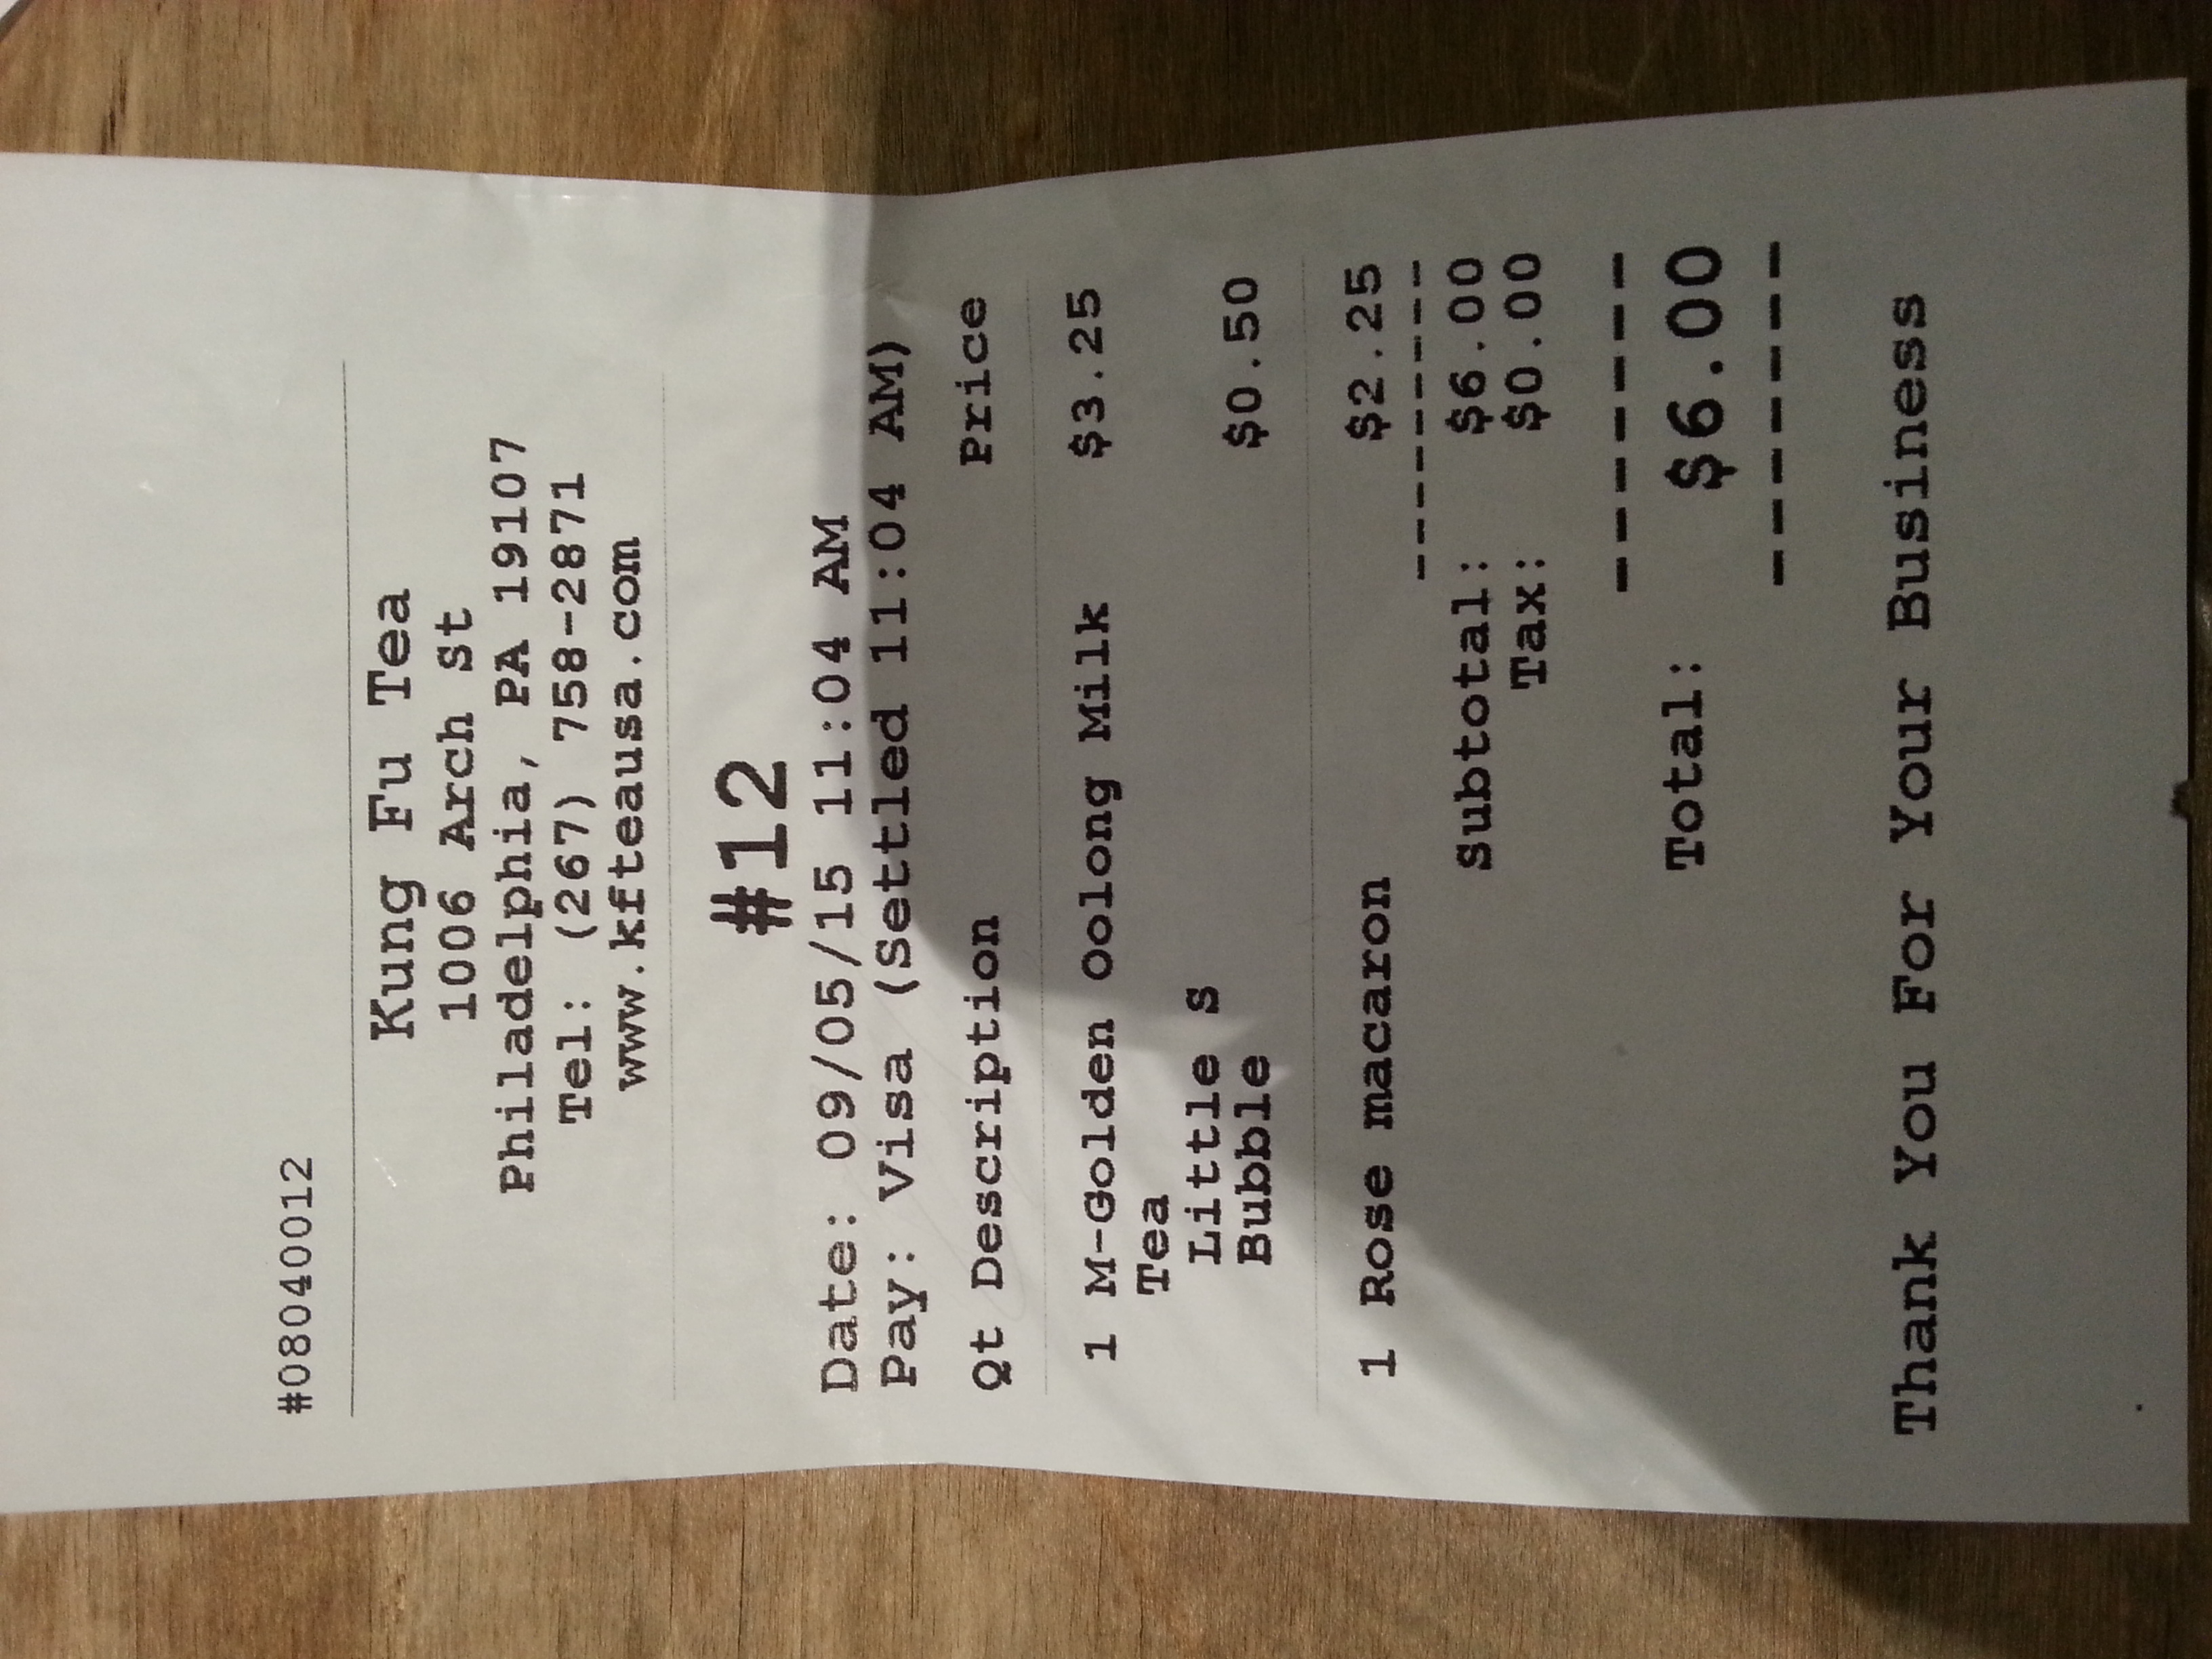 #08040012
Kung Fu Tea
1006 Arch St
Philadelphia, PA 19107
Tel: (267) 758-2871
www.kfteausa.com
#12
Date: 09/05/15 11:04 AM
Pay: Visa (Settled 11:04 AM)
Qt Description Price
1 M-Golden Oolong Milk $3.25
Tea
Little S
Bubble $0.50
1 Rose macaron $2.25
---------
Subtotal: $6.00
Tax: $0.00
-------
Total: $6.00
-------
Thank You For Your Business